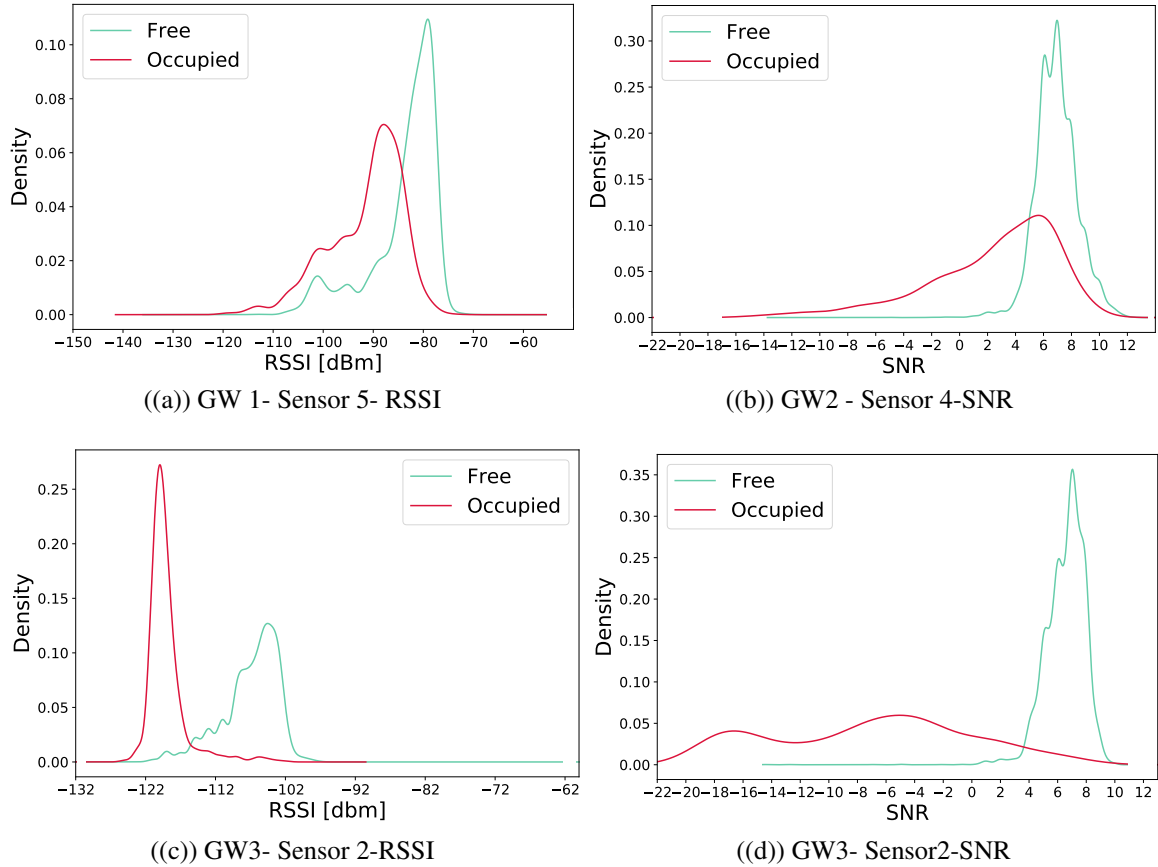 Free
Occupied
0.10
0.08
0.06
0.04
0.02
0.00
Density
−150 −140 −130 −120 −110 −100 −90 −80 −70 −60
RSSI [dBm]
((a)) GW 1- Sensor 5- RSSI
Free
Occupied
0.30
0.25
0.20
0.15
0.10
0.05
0.00
Density
−22−20−18−17−16−14−12−10 −8 −6 −4 −2 0 2 4 6 8 10 12
SNR
((b)) GW2 - Sensor 4-SNR
Free
Occupied
0.25
0.20
0.15
0.10
0.05
0.00
Density
−132 −122 −112 −102 −92 −82 −72 −62
RSSI [dbm]
((c)) GW3- Sensor 2-RSSI
Free
Occupied
0.35
0.30
0.25
0.20
0.15
0.10
0.05
0.00
Density
−22−20−18−17−16−14−12−10 −8 −6 −4 −2 0 2 4 6 8 10 12
SNR
((d)) GW3- Sensor2-SNR